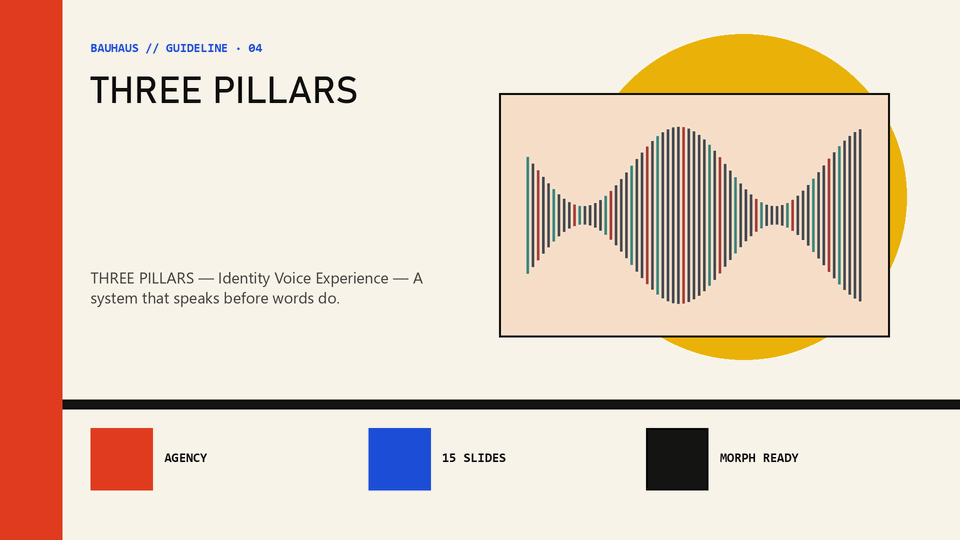 BAUHAUS // GUIDELINE · 04
THREE PILLARS
THREE PILLARS — Identity Voice Experience — A
system that speaks before words do.
AGENCY
15 SLIDES
MORPH READY